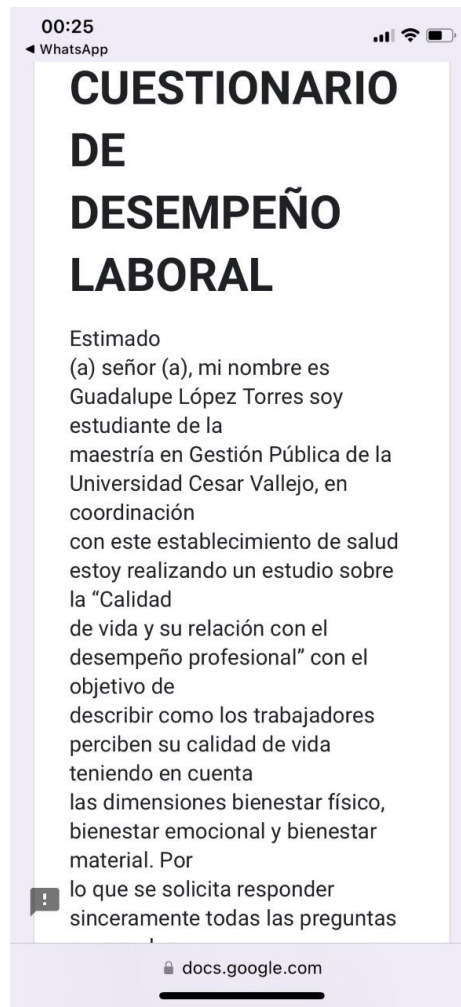 00:25
◀ WhatsApp
CUESTIONARIO
DE
DESEMPEÑO
LABORAL
Estimado
(a) señor (a), mi nombre es
Guadalupe López Torres soy
estudiante de la
maestría en Gestión Pública de la
Universidad Cesar Vallejo, en
coordinación
con este establecimiento de salud
estoy realizando un estudio sobre
la “Calidad
de vida y su relación con el
desempeño profesional” con el
objetivo de
describir como los trabajadores
perciben su calidad de vida
teniendo en cuenta
las dimensiones bienestar físico,
bienestar emocional y bienestar
material. Por
lo que se solicita responder
sinceramente todas las preguntas
docs.google.com